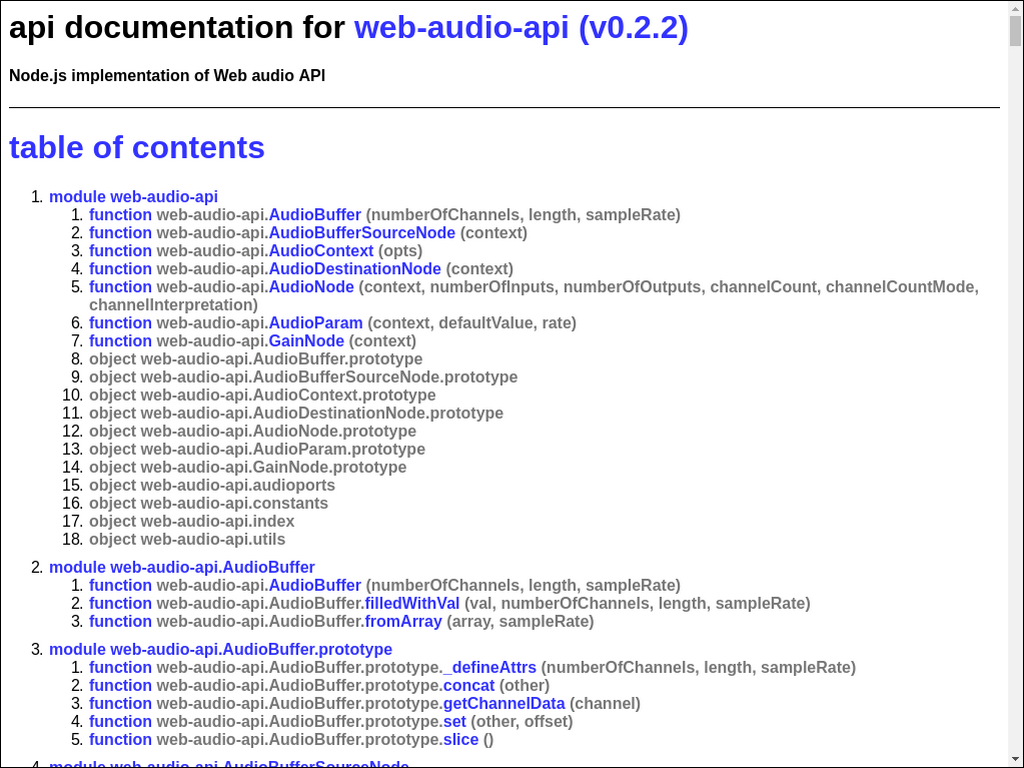 api documentation for web-audio-api (v0.2.2)
Node.js implementation of Web audio API
table of contents
1. module web-audio-api
1. function web-audio-api.AudioBuffer (numberOfChannels, length, sampleRate)
2. function web-audio-api.AudioBufferSourceNode (context)
3. function web-audio-api.AudioContext (opts)
4. function web-audio-api.AudioDestinationNode (context)
5. function web-audio-api.AudioNode (context, numberOfInputs, numberOfOutputs, channelCount, channelCountMode,
channelInterpretation)
6. function web-audio-api.AudioParam (context, defaultValue, rate)
7. function web-audio-api.GainNode (context)
8. object web-audio-api.AudioBuffer.prototype
9. object web-audio-api.AudioBufferSourceNode.prototype
10. object web-audio-api.AudioContext.prototype
11. object web-audio-api.AudioDestinationNode.prototype
12. object web-audio-api.AudioNode.prototype
13. object web-audio-api.AudioParam.prototype
14. object web-audio-api.GainNode.prototype
15. object web-audio-api.audioports
16. object web-audio-api.constants
17. object web-audio-api.index
18. object web-audio-api.utils
2. module web-audio-api.AudioBuffer
1. function web-audio-api.AudioBuffer (numberOfChannels, length, sampleRate)
2. function web-audio-api.AudioBuffer.filledWithVal (val, numberOfChannels, length, sampleRate)
3. function web-audio-api.AudioBuffer.fromArray (array, sampleRate)
3. module web-audio-api.AudioBuffer.prototype
1. function web-audio-api.AudioBuffer.prototype._defineAttrs (numberOfChannels, length, sampleRate)
2. function web-audio-api.AudioBuffer.prototype.concat (other)
3. function web-audio-api.AudioBuffer.prototype.getChannelData (channel)
4. function web-audio-api.AudioBuffer.prototype.set (other, offset)
5. function web-audio-api.AudioBuffer.prototype.slice ()
4. module web-audio-api.AudioBufferSourceNode